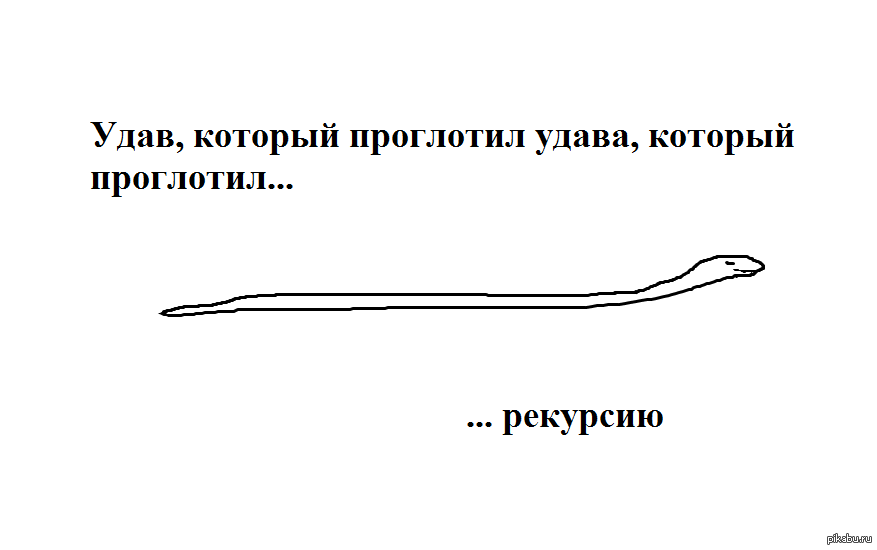 Удав, который проглотил удава, который
проглотил...
... рекурсию
pikabu.ru